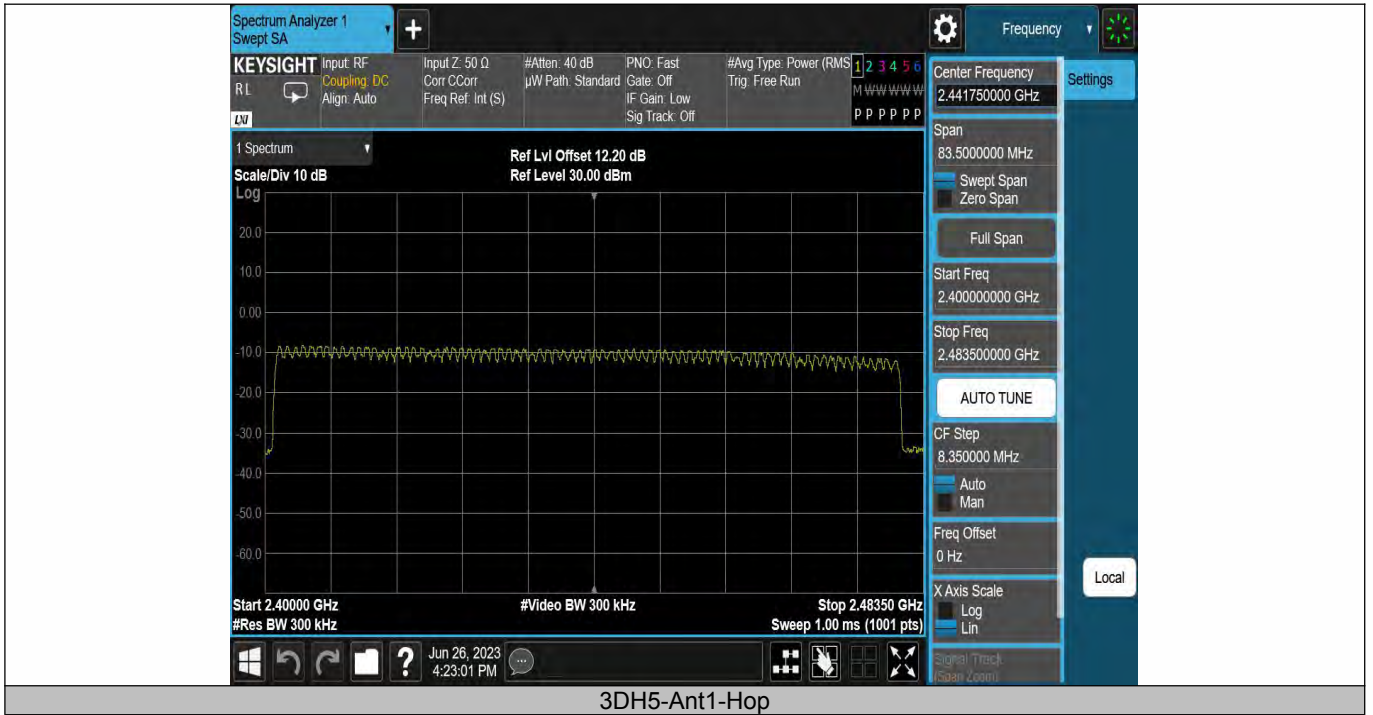 Spectrum Analyzer 1
Swept SA
+
Frequency
KEYSIGHT
RL
LXI
Input: RF
Coupling: DC
Align: Auto
Input Z: 50 Ω
Corr CCorr
Freq Ref: Int (S)
#Atten: 40 dB
µW Path: Standard
PNO: Fast
Gate: Off
IF Gain: Low
Sig Track: Off
#Avg Type: Power (RMS
Trig: Free Run
1 2 3 4 5 6
M W W W W W
P P P P P P
Center Frequency
2.441750000 GHz
Settings
Span
83.5000000 MHz
Swept Span
Zero Span
Full Span
Start Freq
2.400000000 GHz
Stop Freq
2.483500000 GHz
AUTO TUNE
CF Step
8.350000 MHz
Auto
Man
Freq Offset
0 Hz
X Axis Scale
Log
Lin
Signal Track
(Span Zoom)
Local
1 Spectrum
Scale/Div 10 dB
Ref Lvl Offset 12.20 dB
Ref Level 30.00 dBm
Log
20.0
10.0
0.00
-10.0
-20.0
-30.0
-40.0
-50.0
-60.0
Start 2.40000 GHz
#Video BW 300 kHz
Stop 2.48350 GHz
#Res BW 300 kHz
Sweep 1.00 ms (1001 pts)
?
Jun 26, 2023
4:23:01 PM
3DH5-Ant1-Hop